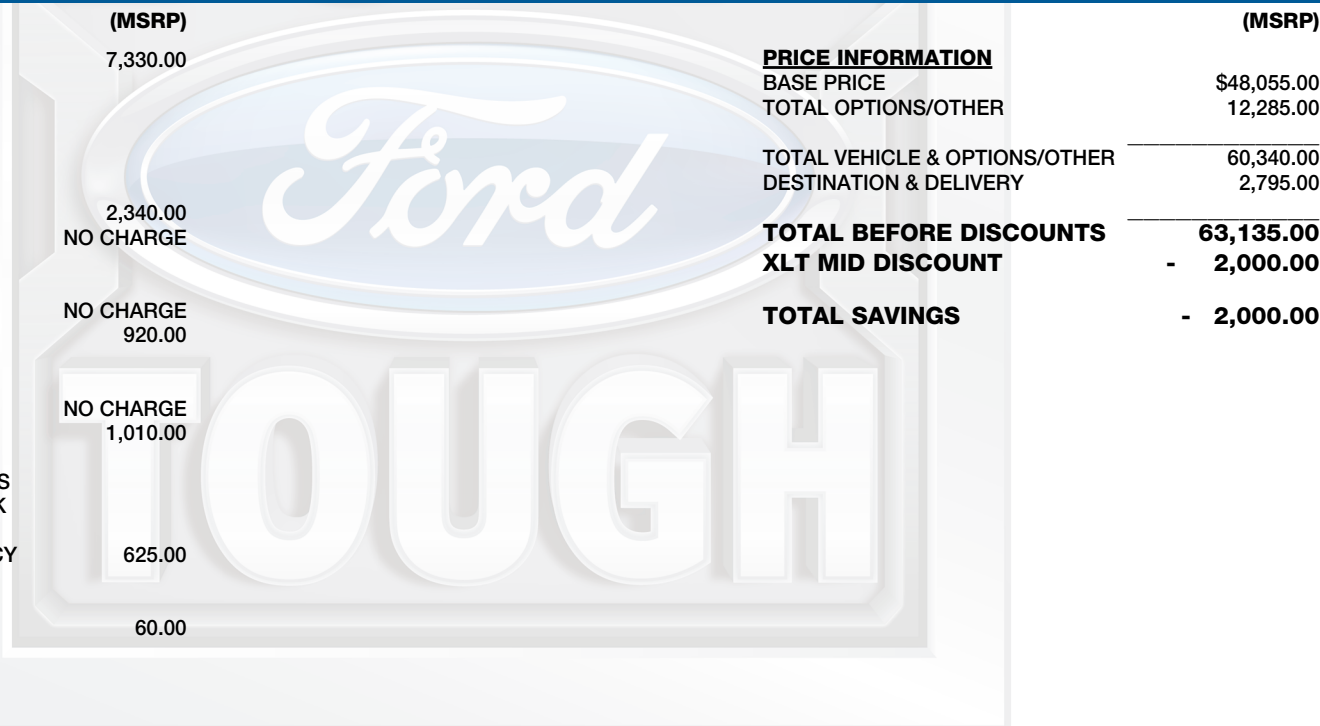 (MSRP)
7,330.00
2,340.00
NO CHARGE
NO CHARGE
920.00
NO CHARGE
1,010.00
S
K
CY 625.00
60.00
Ford
TOUGH
(MSRP)
PRICE INFORMATION
BASE PRICE $48,055.00
TOTAL OPTIONS/OTHER 12,285.00
TOTAL VEHICLE & OPTIONS/OTHER 60,340.00
DESTINATION & DELIVERY 2,795.00
TOTAL BEFORE DISCOUNTS 63,135.00
XLT MID DISCOUNT - 2,000.00
TOTAL SAVINGS - 2,000.00